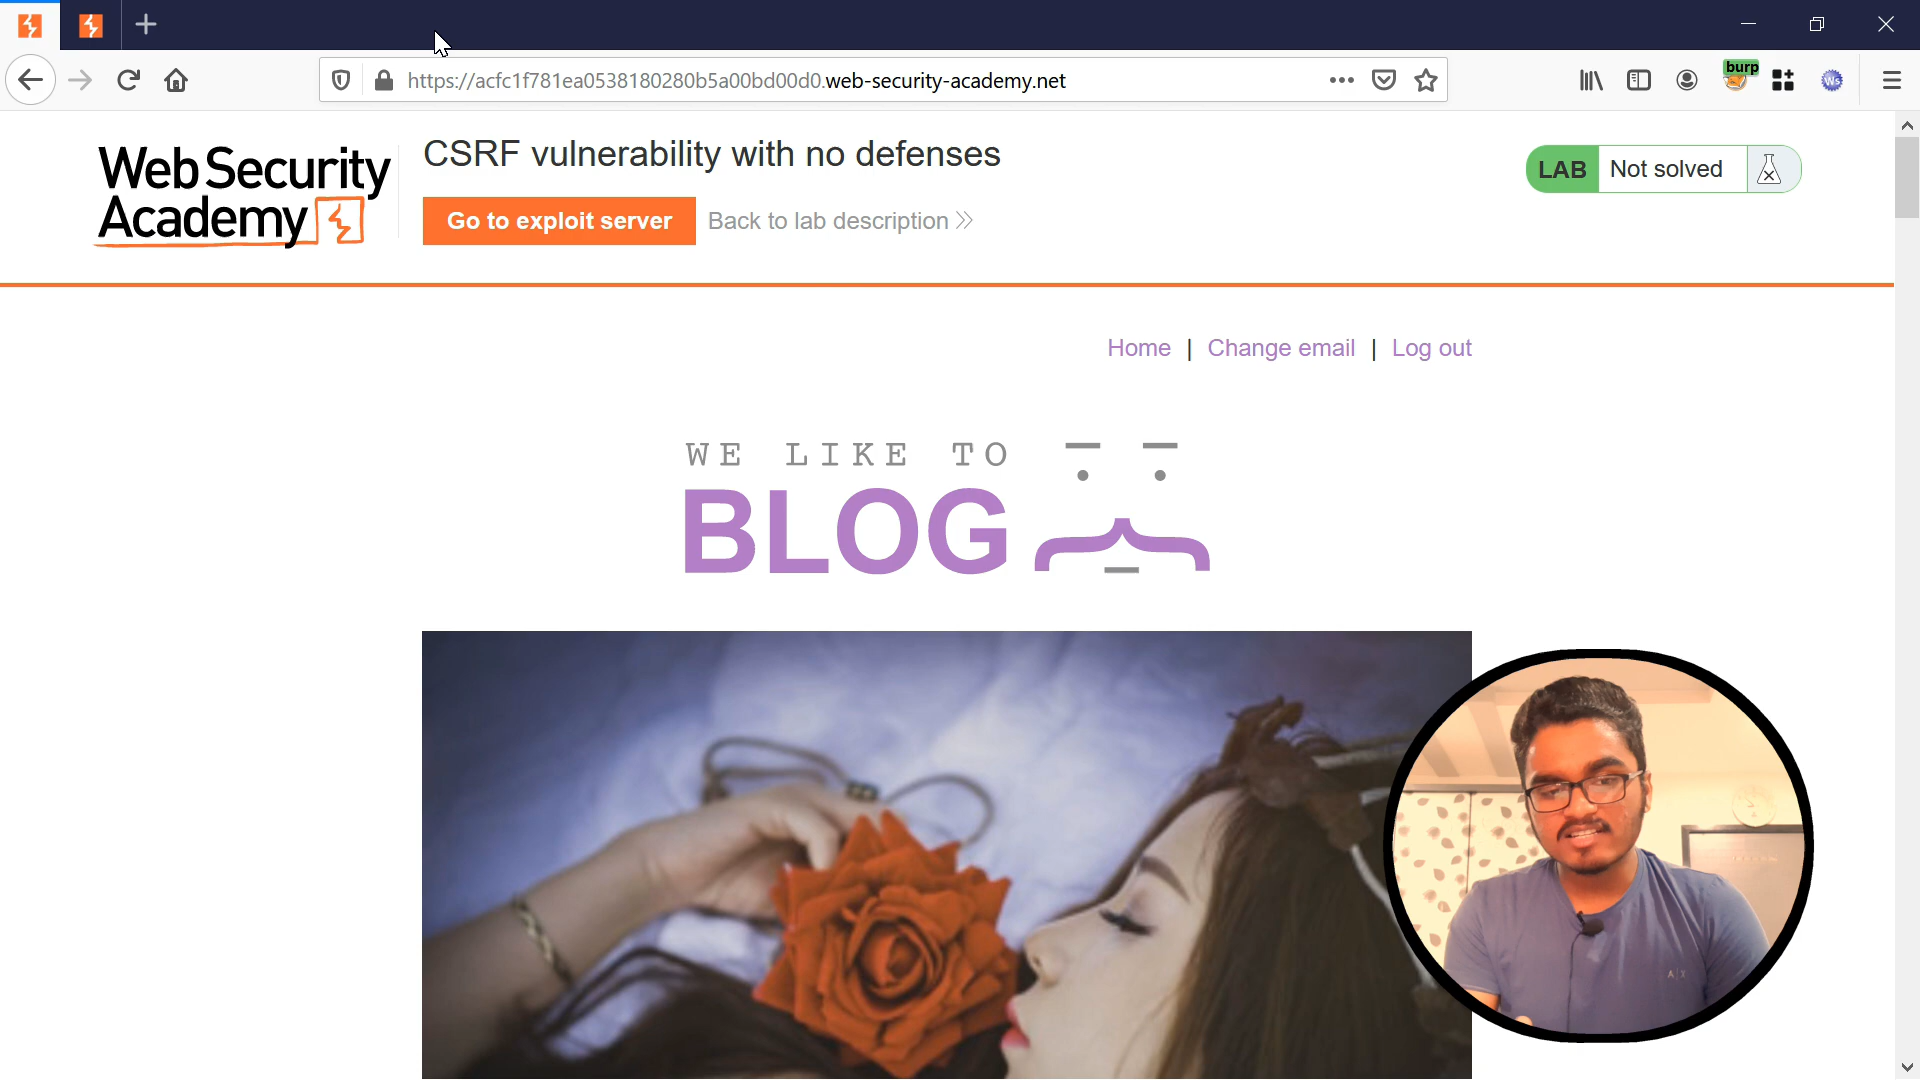 https://acfc1f781ea0538180280b5a00bd00d0.web-security-academy.net
burp
Ws
Web Security
Academy
CSRF vulnerability with no defenses
Go to exploit server
Back to lab description
LAB Not solved
Home | Change email | Log out
WE LIKE TO
BLOG
A|X